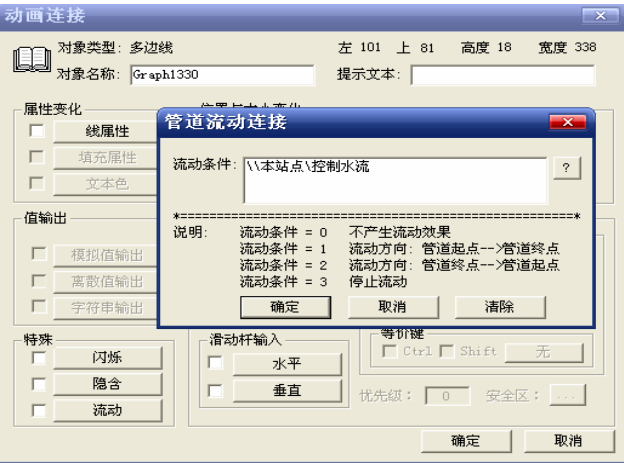 动画连接
对象类型: 多边线 左 101 上 81 高度 18 宽度 338
对象名称: Graph1330 提示文本:
属性变化
线属性
填充属性
文本色
值输出
模拟值输出
离散值输出
字符串输出
特殊
闪烁
隐含
流动
管道流动连接
流动条件: \\本站点\控制水流 ?
*======================================================*
说明: 流动条件 = 0 不产生流动效果
流动条件 = 1 流动方向: 管道起点-->管道终点
流动条件 = 2 流动方向: 管道终点-->管道起点
流动条件 = 3 停止流动
确定 取消 清除
滑动杆输入
水平
垂直
等价键
Ctrl Shift 无
优先级: 0 安全区: ...
确定 取消